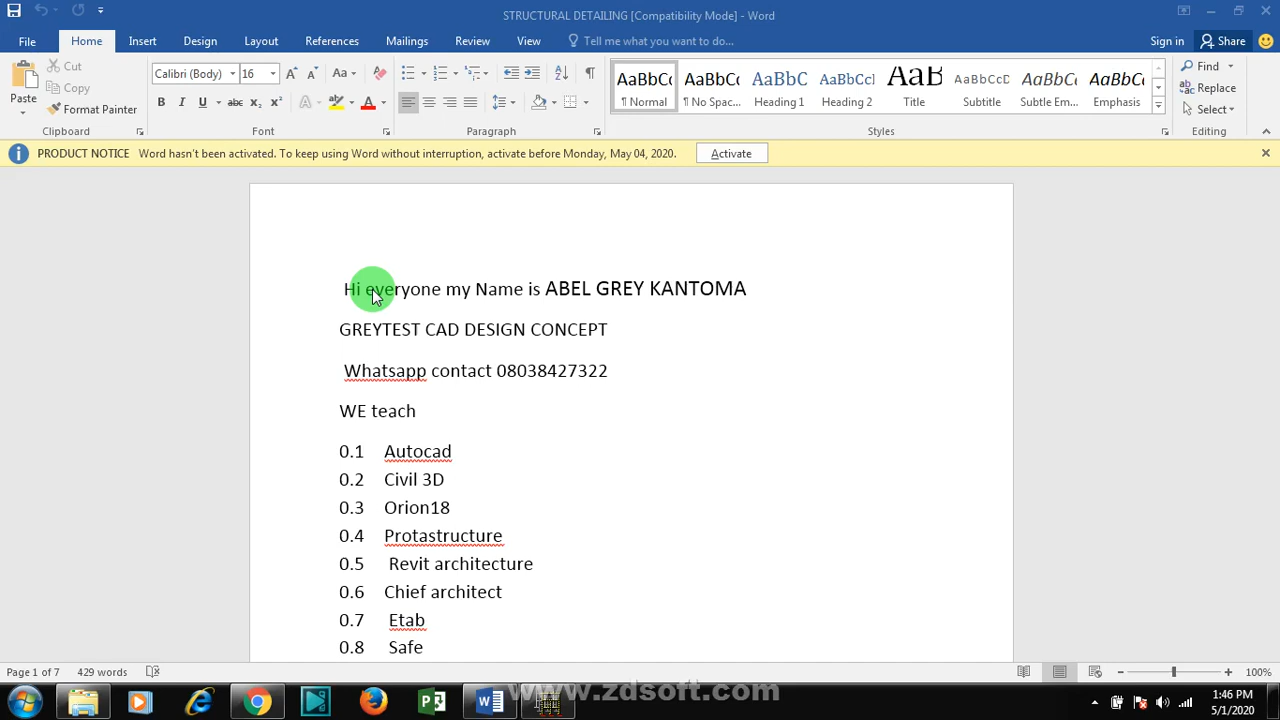 STRUCTURAL DETAILING [Compatibility Mode] - Word
File Home Insert Design Layout References Mailings Review View Tell me what you want to do... Sign in Share
Paste
Cut
Copy
Format Painter
Clipboard
Calibri (Body) 16
Font
Paragraph
AaBbCc AaBbCc AaBbC AaBbCc AaB AaBbCcD AaBbCc AaBbCc
¶ Normal ¶ No Spac... Heading 1 Heading 2 Title Subtitle Subtle Em... Emphasis
Styles
Find
Replace
Select
Editing
PRODUCT NOTICE Word hasn't been activated. To keep using Word without interruption, activate before Monday, May 04, 2020. Activate
Hi everyone my Name is ABEL GREY KANTOMA
GREYTEST CAD DESIGN CONCEPT
Whatsapp contact 08038427322
WE teach
0.1 Autocad
0.2 Civil 3D
0.3 Orion18
0.4 Protastructure
0.5 Revit architecture
0.6 Chief architect
0.7 Etab
0.8 Safe
Page 1 of 7 429 words 100%
www.zdsoft.com
1:46 PM
5/1/2020